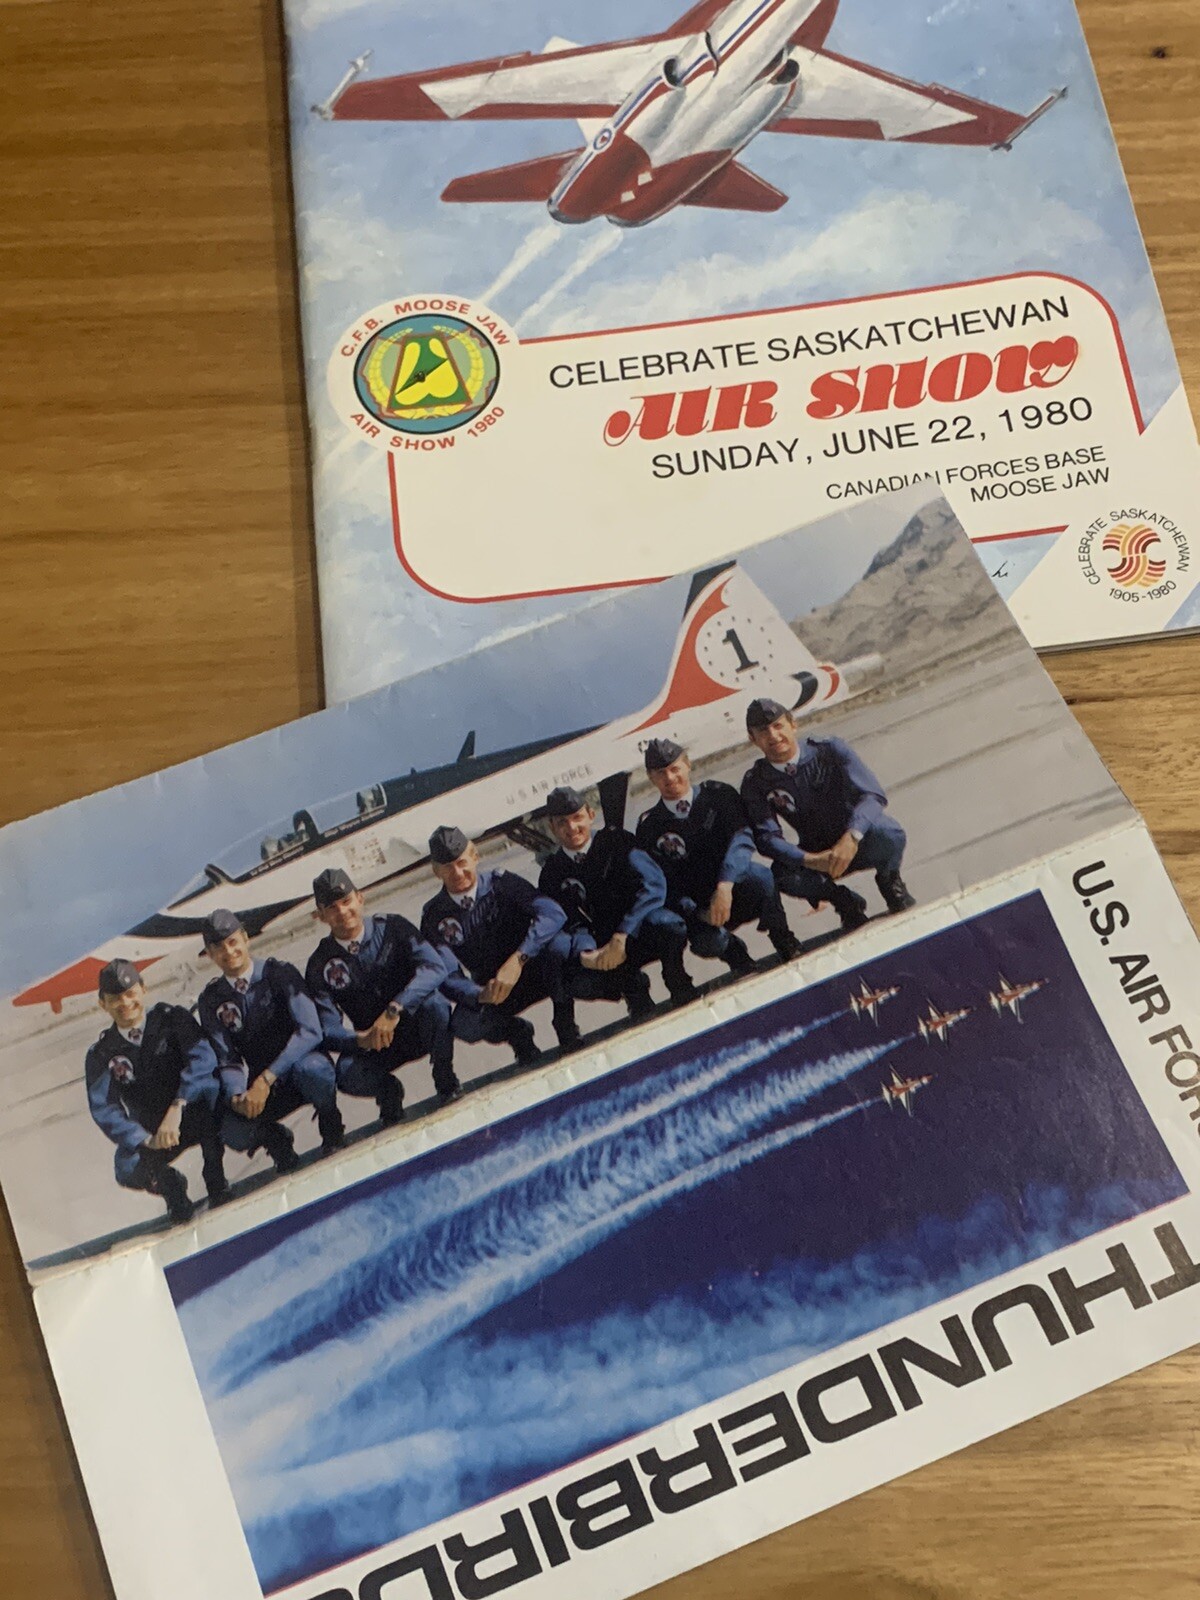 C.F.B. MOOSE JAW
AIR SHOW 1980
CELEBRATE SASKATCHEWAN
AIR SHOW
SUNDAY, JUNE 22, 1980
CANADIAN FORCES BASE
MOOSE JAW
CELEBRATE SASKATCHEWAN
1905-1980
1
U.S. AIR FORCE
U.S. AIR FOR
THUNDERBIRDS